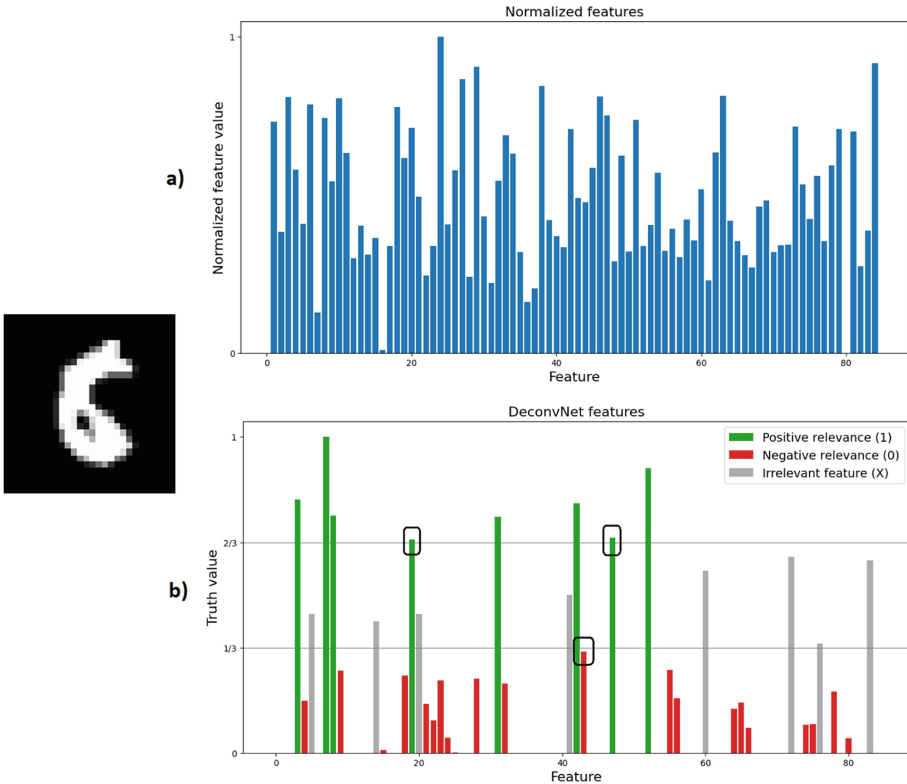 Normalized features
a)
Normalized feature value
1
0
0
20
40
60
80
Feature
DeconvNet features
b)
Truth value
1
2/3
1/3
0
Positive relevance (1)
Negative relevance (0)
Irrelevant feature (X)
0
20
40
60
80
Feature